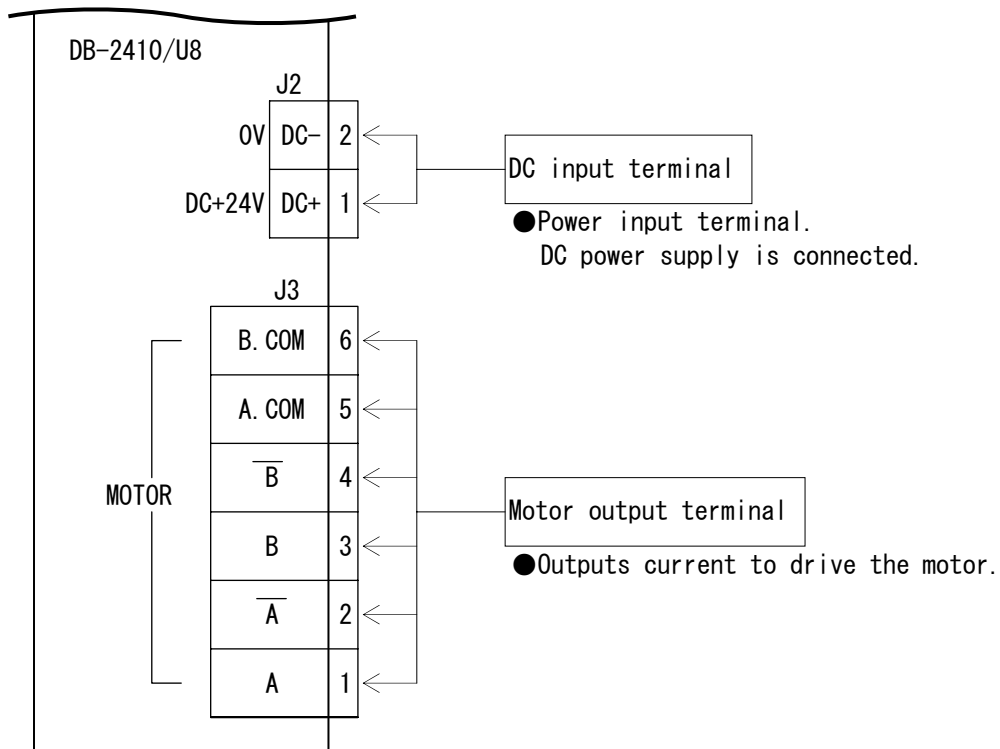 DB-2410/U8
J2
0V DC- 2
DC+24V DC+ 1
DC input terminal
●Power input terminal.
DC power supply is connected.
J3
B.COM 6
A.COM 5
B̅ 4
B 3
A̅ 2
A 1
MOTOR
Motor output terminal
●Outputs current to drive the motor.